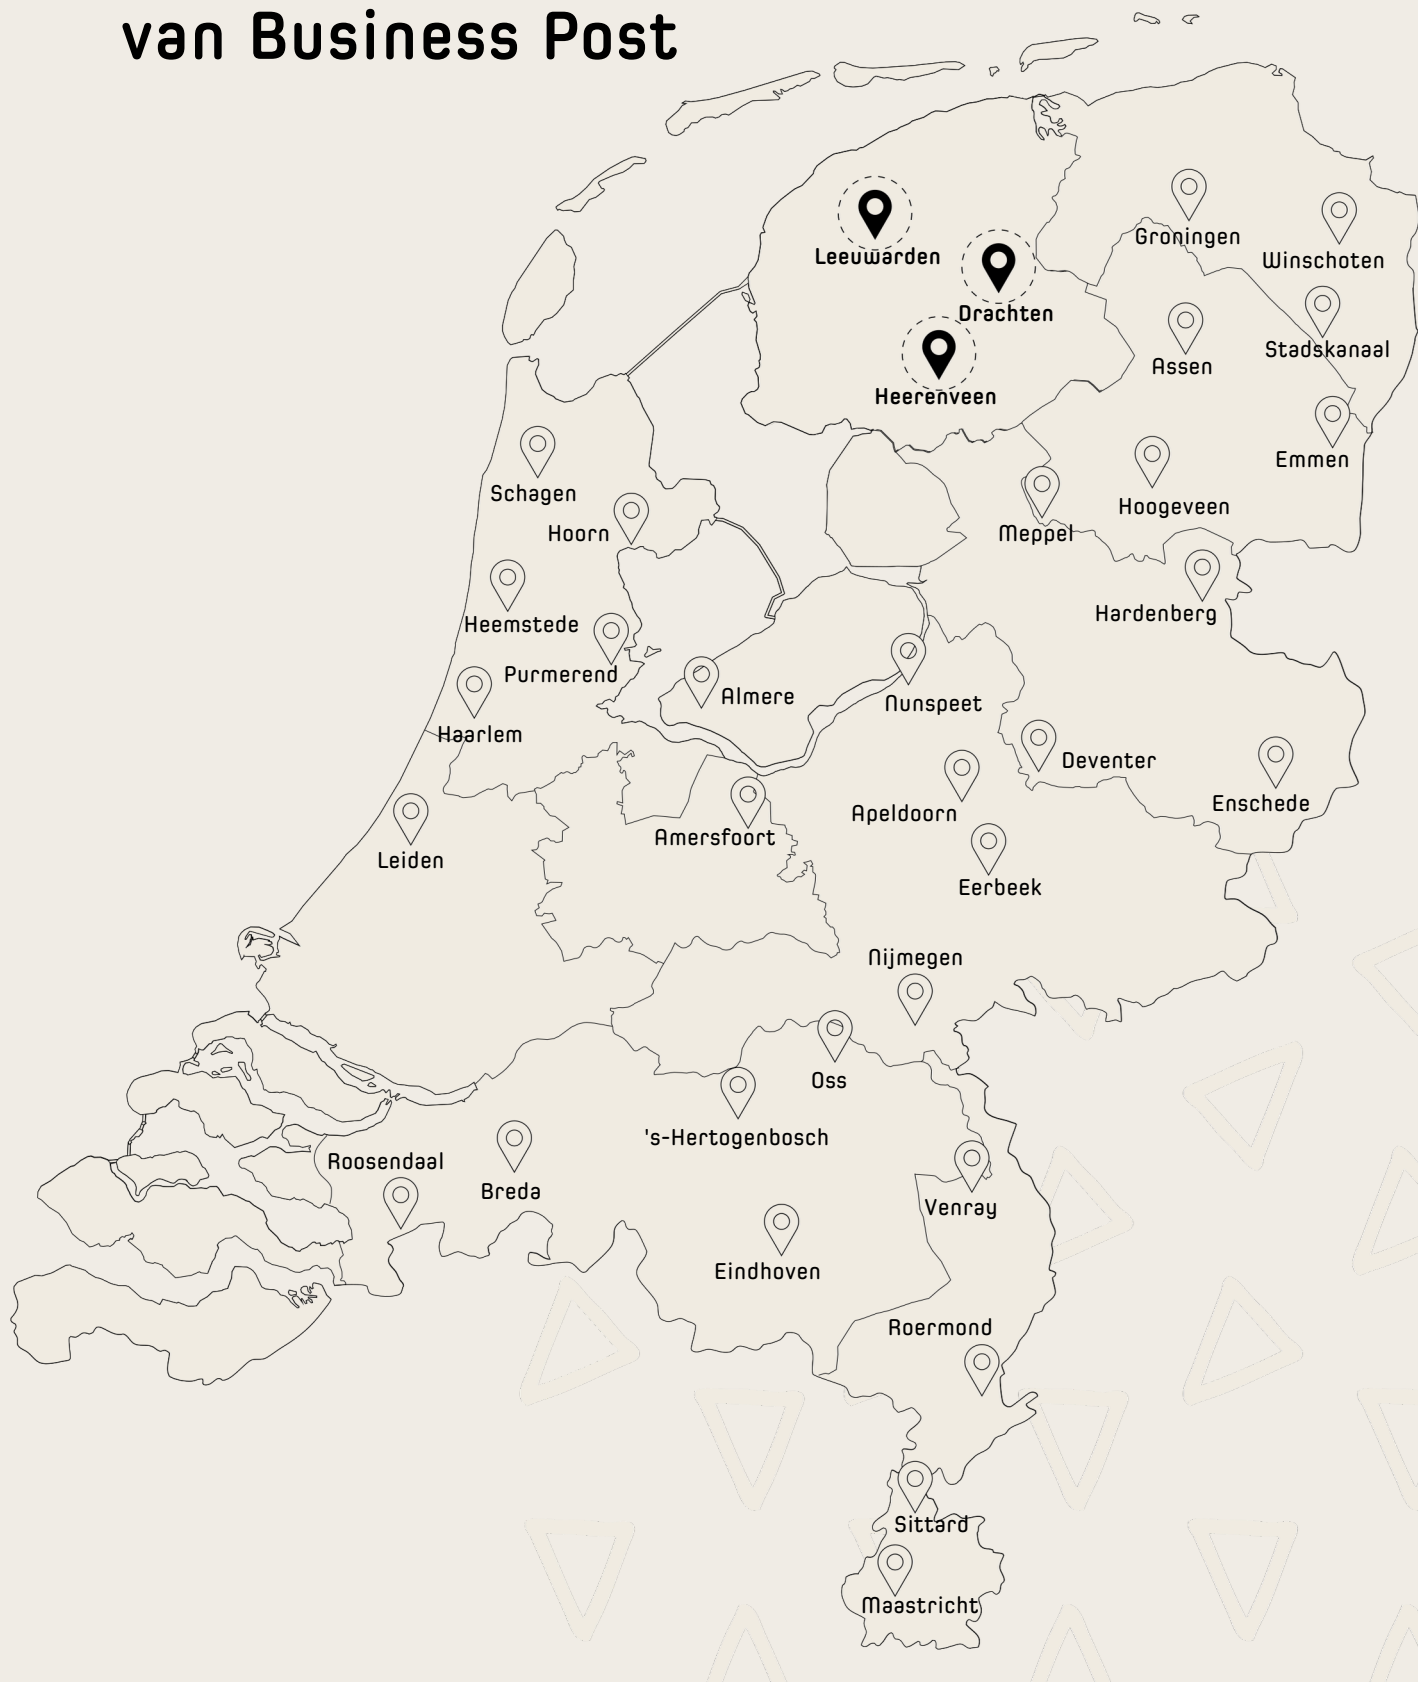 van Business Post
Leeuwarden
Groningen
Winschoten
Drachten
Stadskanaal
Assen
Heerenveen
Emmen
Schagen
Hoogeveen
Hoorn
Meppel
Hardenberg
Heemstede
Purmerend
Almere
Nunspeet
Haarlem
Deventer
Enschede
Apeldoorn
Amersfoort
Leiden
Eerbeek
Nijmegen
Oss
's-Hertogenbosch
Roosendaal
Breda
Venray
Eindhoven
Roermond
Sittard
Maastricht